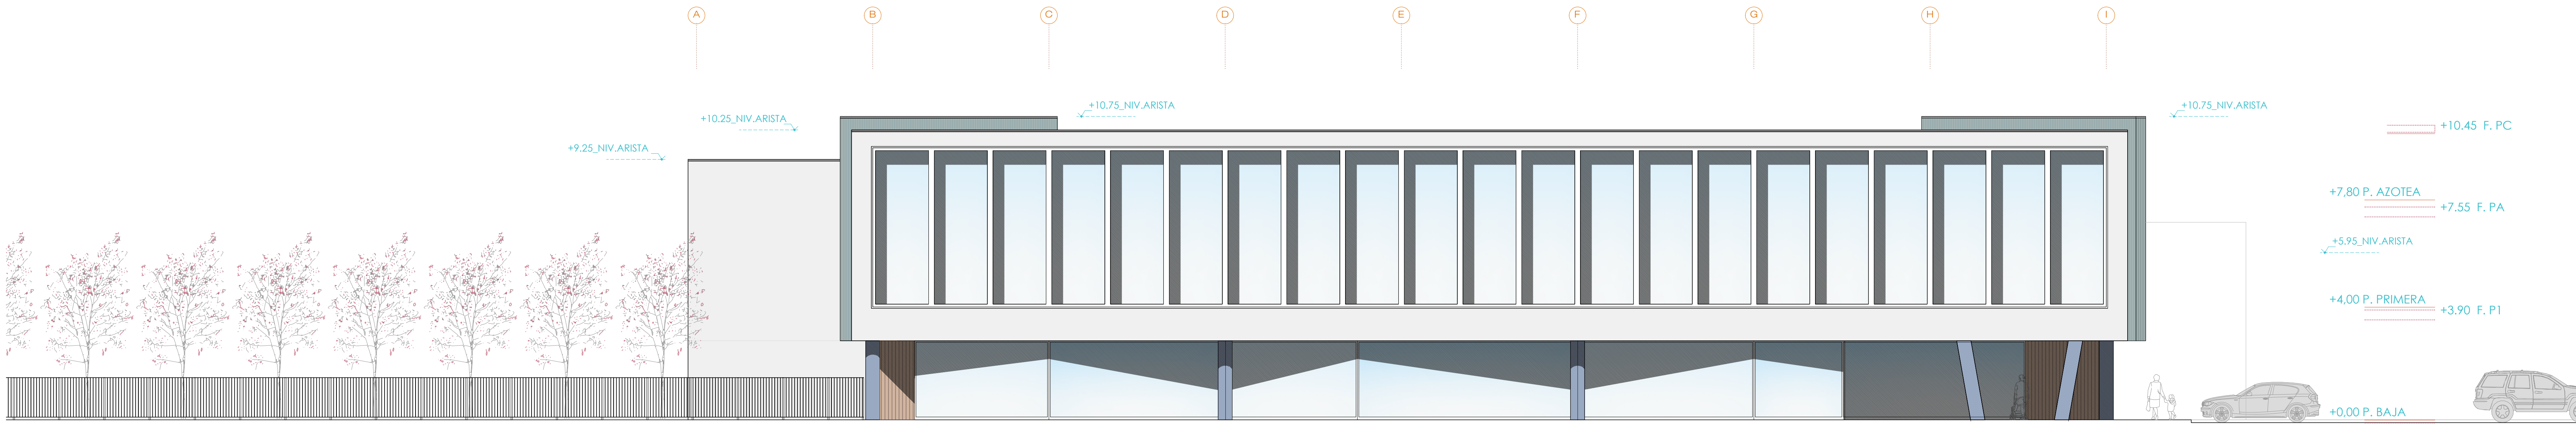 A B C D E F G H I
+10.75_NIV.ARISTA
+10.75_NIV.ARISTA
+10.25_NIV.ARISTA
+10.45 F. PC
+9.25_NIV.ARISTA
+7.80 P. AZOTEA
+7.55 F. PA
+5.95_NIV.ARISTA
+4,00 P. PRIMERA
+3.90 F. P1
+0,00 P. BAJA